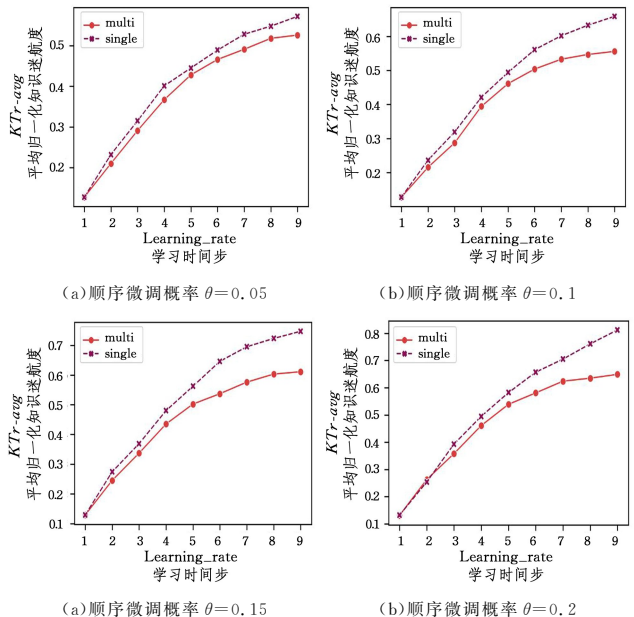 multi
single
0.5
0.4
0.3
0.2
KTr-avg
平均归一化知识迷航度
1 2 3 4 5 6 7 8 9
Learning_rate
学习时间步
(a)顺序微调概率 θ=0.05
multi
single
0.6
0.5
0.4
0.3
0.2
KTr-avg
平均归一化知识迷航度
1 2 3 4 5 6 7 8 9
Learning_rate
学习时间步
(b)顺序微调概率 θ=0.1
multi
single
0.7
0.6
0.5
0.4
0.3
0.2
0.1
KTr-avg
平均归一化知识迷航度
1 2 3 4 5 6 7 8 9
Learning_rate
学习时间步
(a)顺序微调概率 θ=0.15
multi
single
0.8
0.7
0.6
0.5
0.4
0.3
0.2
0.1
KTr-avg
平均归一化知识迷航度
1 2 3 4 5 6 7 8 9
Learning_rate
学习时间步
(b)顺序微调概率 θ=0.2